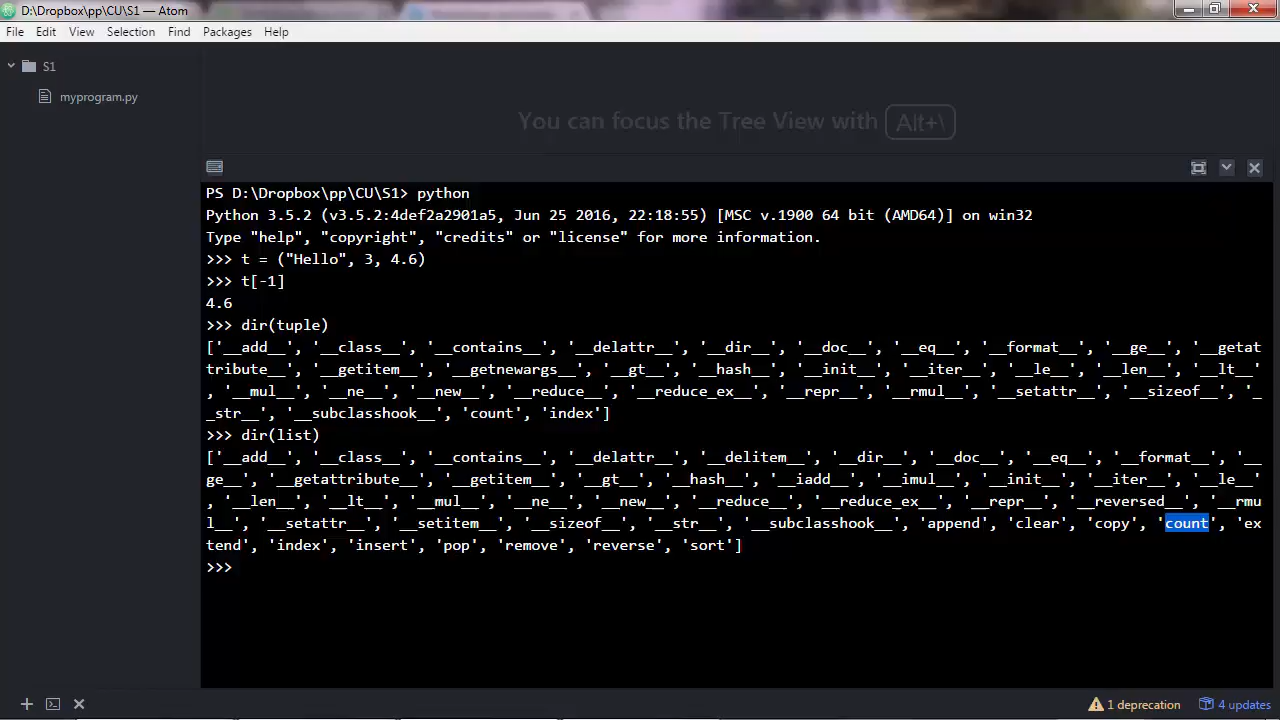 D:\Dropbox\pp\CU\S1 — Atom
File Edit View Selection Find Packages Help
S1
myprogram.py
You can focus the Tree View with Alt+\
PS D:\Dropbox\pp\CU\S1> python
Python 3.5.2 (v3.5.2:4def2a2901a5, Jun 25 2016, 22:18:55) [MSC v.1900 64 bit (AMD64)] on win32
Type "help", "copyright", "credits" or "license" for more information.
>>> t = ("Hello", 3, 4.6)
>>> t[-1]
4.6
>>> dir(tuple)
['__add__', '__class__', '__contains__', '__delattr__', '__dir__', '__doc__', '__eq__', '__format__', '__ge__', '__getat
tribute__', '__getitem__', '__getnewargs__', '__gt__', '__hash__', '__init__', '__iter__', '__le__', '__len__', '__lt__'
, '__mul__', '__ne__', '__new__', '__reduce__', '__reduce_ex__', '__repr__', '__rmul__', '__setattr__', '__sizeof__', '_
_str__', '__subclasshook__', 'count', 'index']
>>> dir(list)
['__add__', '__class__', '__contains__', '__delattr__', '__delitem__', '__dir__', '__doc__', '__eq__', '__format__', '__
ge__', '__getattribute__', '__getitem__', '__gt__', '__hash__', '__iadd__', '__imul__', '__init__', '__iter__', '__le__'
, '__len__', '__lt__', '__mul__', '__ne__', '__new__', '__reduce__', '__reduce_ex__', '__repr__', '__reversed__', '__rmu
l__', '__setattr__', '__setitem__', '__sizeof__', '__str__', '__subclasshook__', 'append', 'clear', 'copy', 'count', 'ex
tend', 'index', 'insert', 'pop', 'remove', 'reverse', 'sort']
>>>
1 deprecation 4 updates